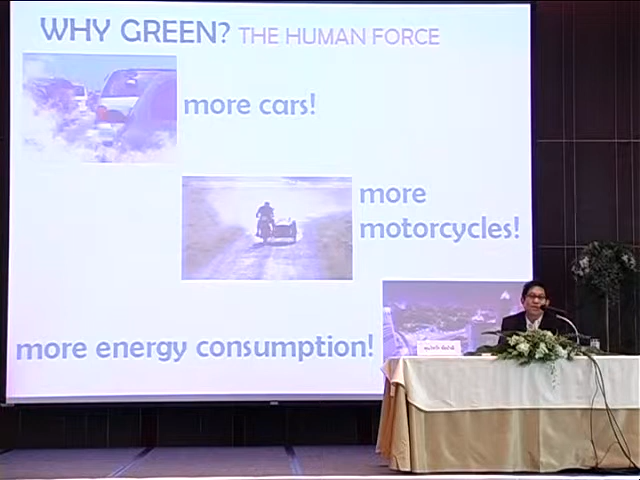 WHY GREEN? THE HUMAN FORCE
more cars!
more
motorcycles!
more energy consumption!